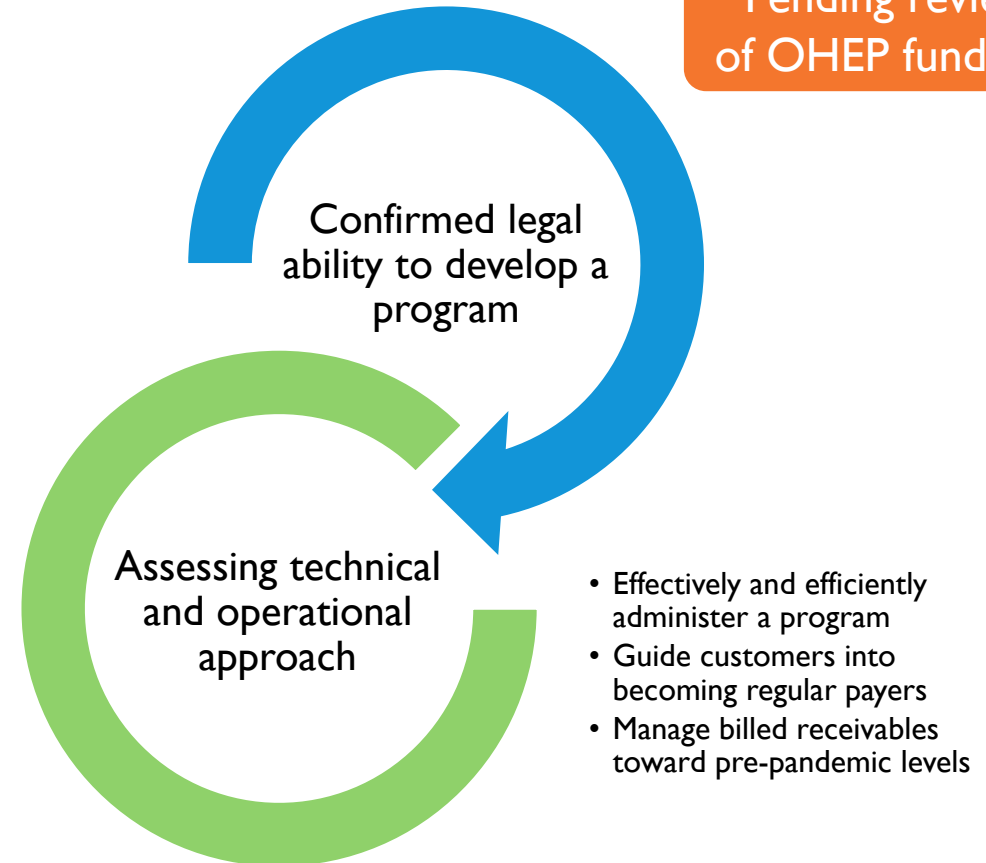 of OHEP fund
Confirmed legal
ability to develop a
program
Assessing technical
and operational
approach
• Effectively and efficiently
administer a program
• Guide customers into
becoming regular payers
• Manage billed receivables
toward pre-pandemic levels